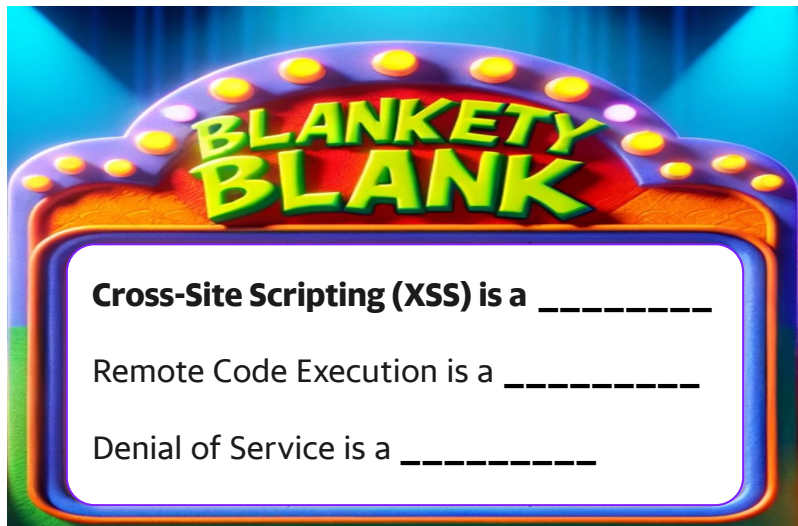 BLANKETY
BLANK
Cross-Site Scripting (XSS) is a ________
Remote Code Execution is a _________
Denial of Service is a _________